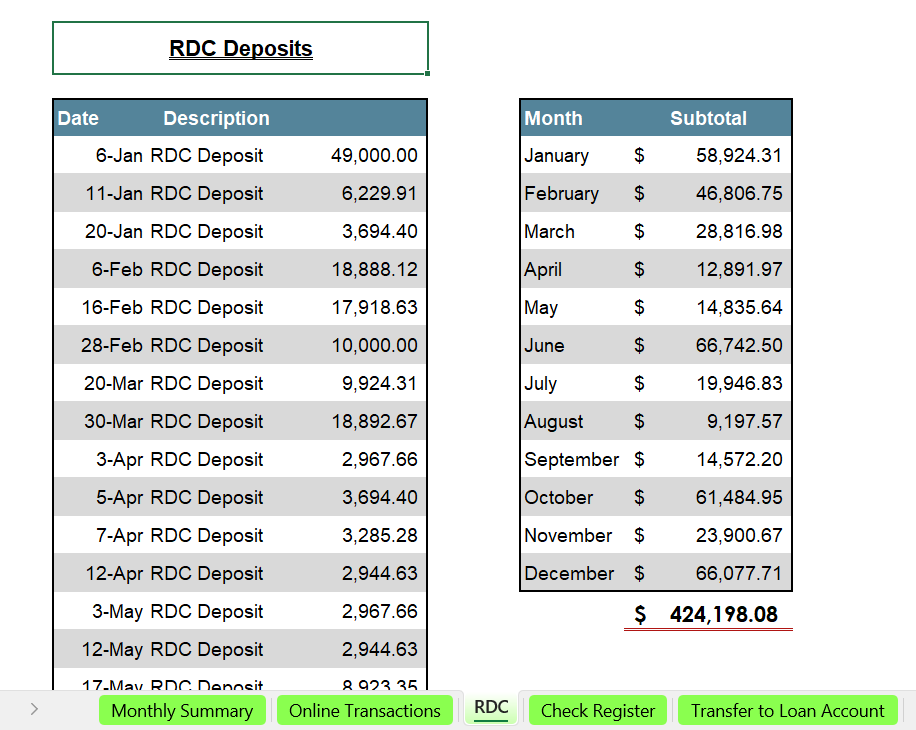 RDC Deposits
Date Description
6-Jan RDC Deposit 49,000.00
11-Jan RDC Deposit 6,229.91
20-Jan RDC Deposit 3,694.40
6-Feb RDC Deposit 18,888.12
16-Feb RDC Deposit 17,918.63
28-Feb RDC Deposit 10,000.00
20-Mar RDC Deposit 9,924.31
30-Mar RDC Deposit 18,892.67
3-Apr RDC Deposit 2,967.66
5-Apr RDC Deposit 3,694.40
7-Apr RDC Deposit 3,285.28
12-Apr RDC Deposit 2,944.63
3-May RDC Deposit 2,967.66
12-May RDC Deposit 2,944.63
17-May RDC Deposit 8,923.35
Month Subtotal
January $ 58,924.31
February $ 46,806.75
March $ 28,816.98
April $ 12,891.97
May $ 14,835.64
June $ 66,742.50
July $ 19,946.83
August $ 9,197.57
September $ 14,572.20
October $ 61,484.95
November $ 23,900.67
December $ 66,077.71
$ 424,198.08
Monthly Summary Online Transactions RDC Check Register Transfer to Loan Account